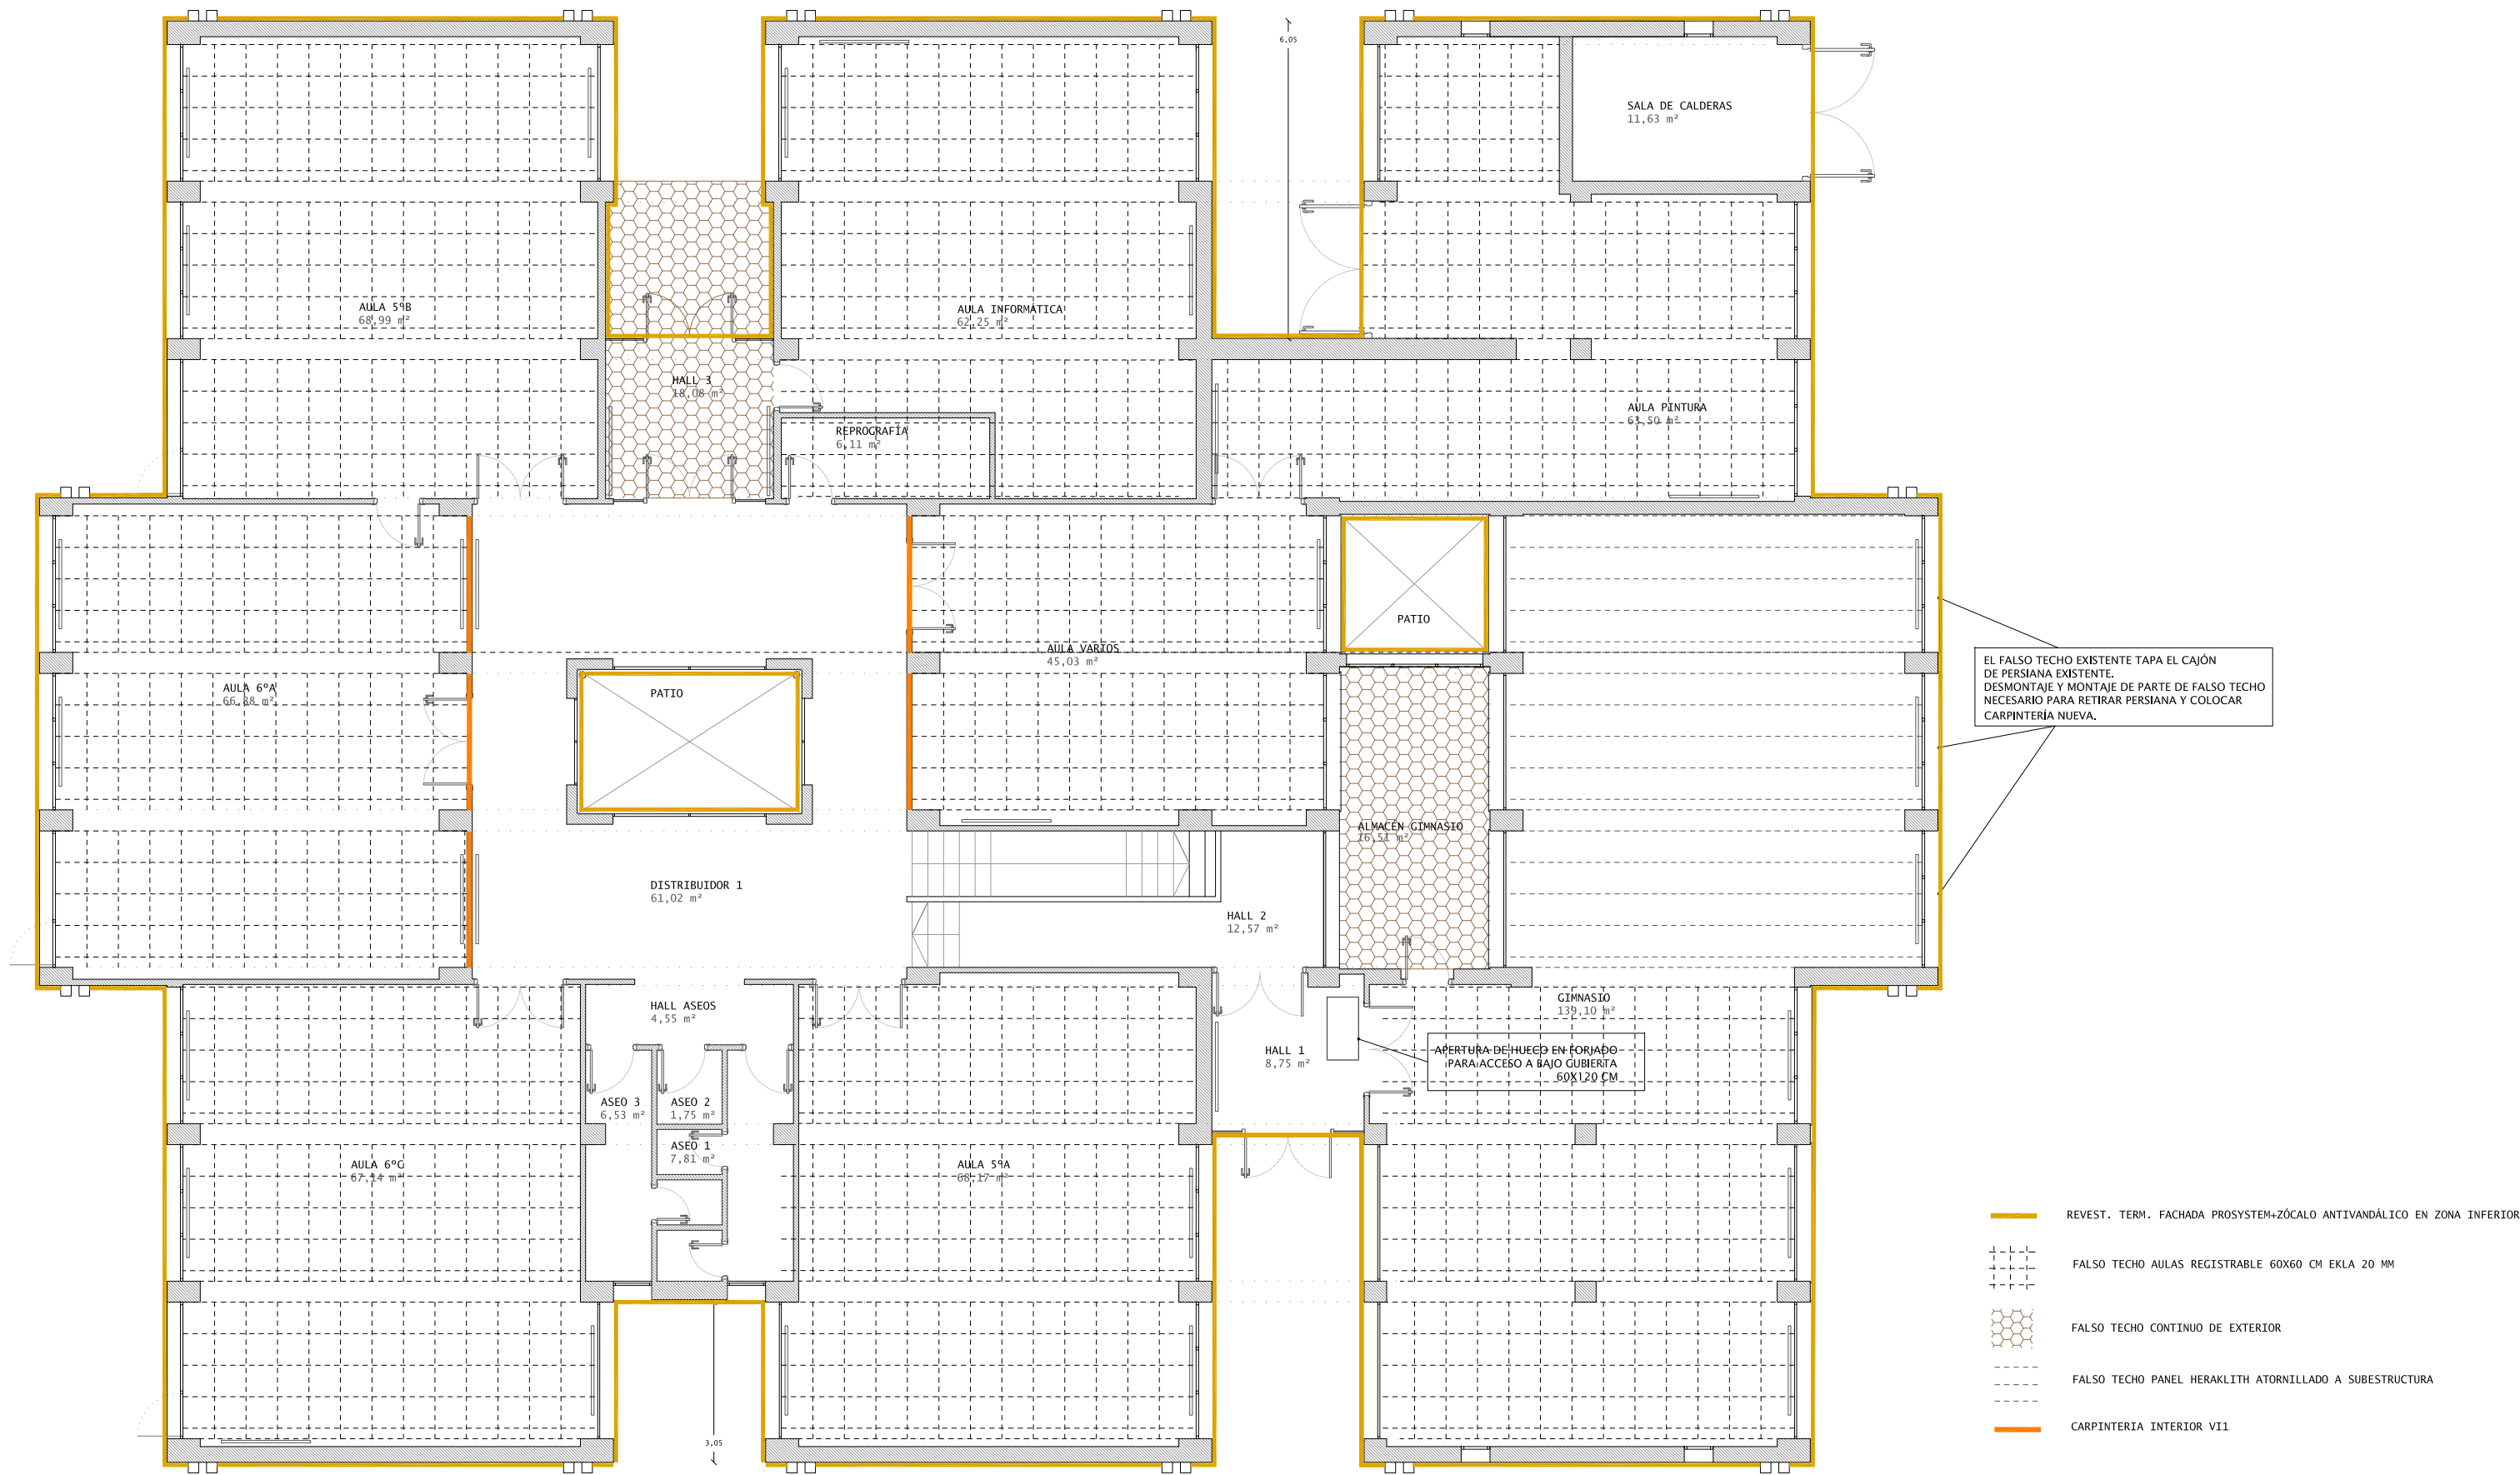 6,05
SALA DE CALDERAS
11,63 m²
AULA 5ºB
68,99 m²
AULA INFORMÁTICA
62,25 m²
HALL 3
18,08 m²
REPROGRAFÍA
6,11 m²
AULA PINTURA
63,50 m²
PATIO
AULA VARIOS
45,03 m²
AULA 6ºA
66,88 m²
PATIO
EL FALSO TECHO EXISTENTE TAPA EL CAJÓN
DE PERSIANA EXISTENTE.
DESMONTAJE Y MONTAJE DE PARTE DE FALSO TECHO
NECESARIO PARA RETIRAR PERSIANA Y COLOCAR
CARPINTERÍA NUEVA.
ALMACÉN GIMNASIO
16,51 m²
DISTRIBUIDOR 1
61,02 m²
HALL 2
12,57 m²
HALL ASEOS
4,55 m²
GIMNASIO
139,10 m²
HALL 1
8,75 m²
APERTURA DE HUECO EN FORJADO
PARA ACCESO A BAJO CUBIERTA
60X120 CM
ASEO 3
6,53 m²
ASEO 2
1,75 m²
ASEO 1
7,81 m²
AULA 6ºC
67,14 m²
AULA 5ºA
68,17 m²
3,05
REVEST. TERM. FACHADA PROSYSTEM+ZÓCALO ANTIVANDÁLICO EN ZONA INFERIOR
FALSO TECHO AULAS REGISTRABLE 60X60 CM EKLA 20 MM
FALSO TECHO CONTINUO DE EXTERIOR
FALSO TECHO PANEL HERAKLITH ATORNILLADO A SUBESTRUCTURA
CARPINTERIA INTERIOR VI1